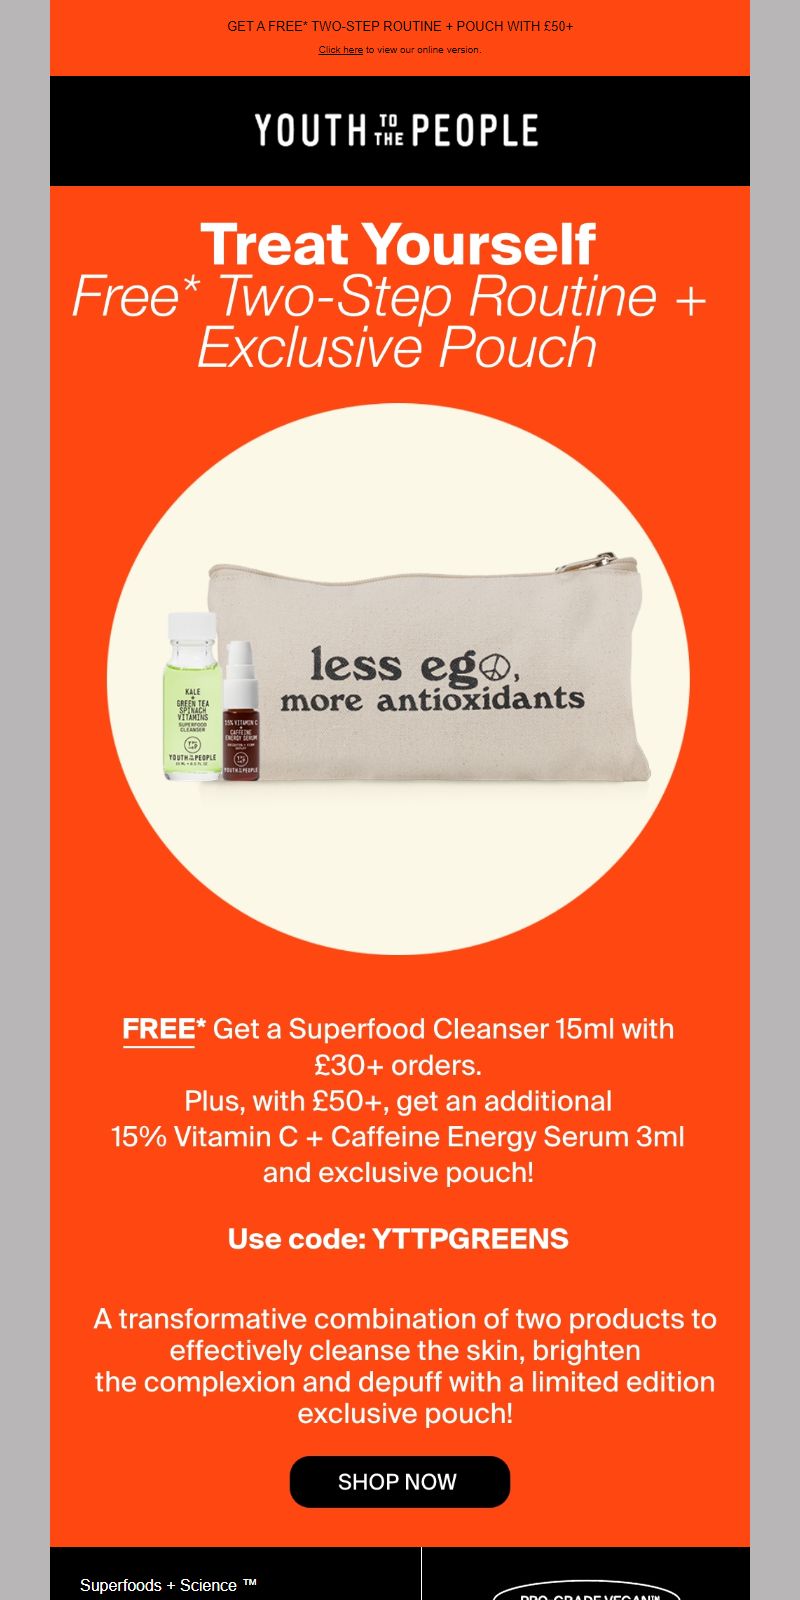 GET A FREE* TWO-STEP ROUTINE + POUCH WITH £50+
Click here to view our online version.
YOUTH TO THE PEOPLE
Treat Yourself
Free* Two-Step Routine +
Exclusive Pouch
less ego,
more antioxidants
KALE
+
GREEN TEA
SPINACH
VITAMINS
SUPERFOOD
CLEANSER
YOUTH TO THE PEOPLE
15% VITAMIN C
+
CAFFEINE
ENERGY SERUM
YOUTH TO THE PEOPLE
FREE* Get a Superfood Cleanser 15ml with
£30+ orders.
Plus, with £50+, get an additional
15% Vitamin C + Caffeine Energy Serum 3ml
and exclusive pouch!
Use code: YTTPGREENS
A transformative combination of two products to
effectively cleanse the skin, brighten
the complexion and depuff with a limited edition
exclusive pouch!
SHOP NOW
Superfoods + Science ™
PRO-GRADE VEGAN™